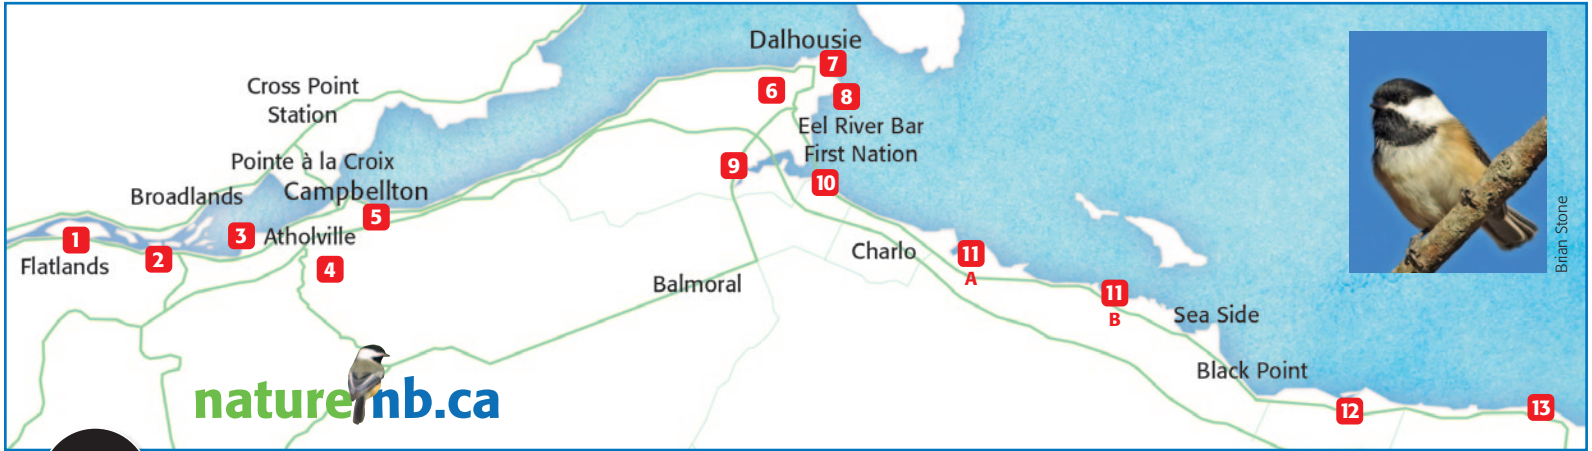 Dalhousie
7
Cross Point
Station
6
8
Eel River Bar
First Nation
Pointe à la Croix
9
Broadlands
Campbellton
10
5
1
3
Atholville
2
Flatlands
4
Charlo
11
A
Balmoral
11
B
Sea Side
Black Point
12
13
naturenb.ca
Brian Stone